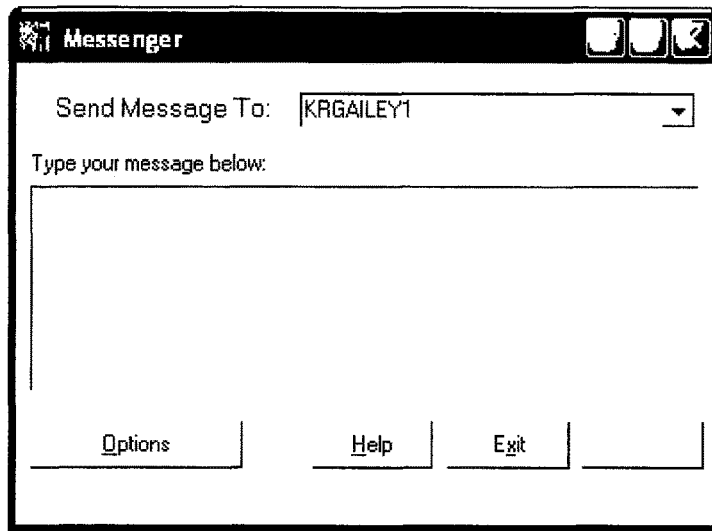 Messenger
Send Message To: KRGAILEY1
Type your message below:
Options Help Exit